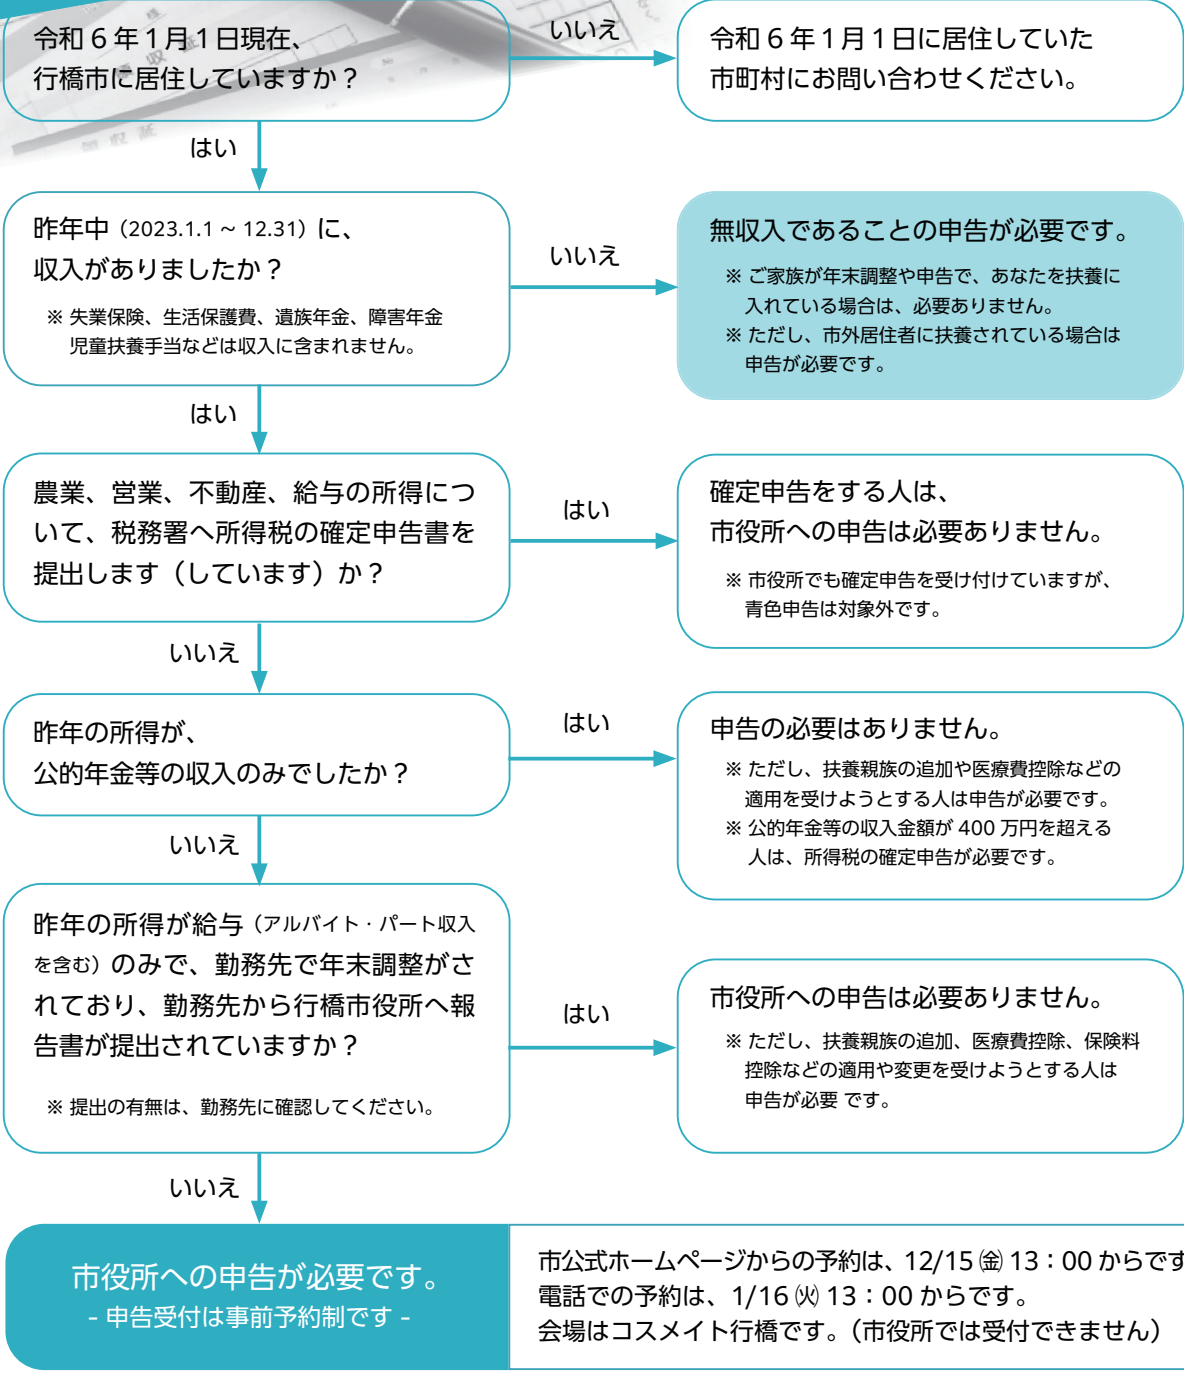 令和６年１月１日現在、
行橋市に居住していますか？
いいえ
令和６年１月１日に居住していた
市町村にお問い合わせください。
領収証
はい
昨年中（2023.1.1 ~ 12.31）に、
収入がありましたか？
※ 失業保険、生活保護費、遺族年金、障害年金
児童扶養手当などは収入に含まれません。
いいえ
無収入であることの申告が必要です。
※ ご家族が年末調整や申告で、あなたを扶養に
入れている場合は、必要ありません。
※ ただし、市外居住者に扶養されている場合は
申告が必要です。
はい
農業、営業、不動産、給与の所得につ
いて、税務署へ所得税の確定申告書を
提出します（しています）か？
はい
確定申告をする人は、
市役所への申告は必要ありません。
※ 市役所でも確定申告を受け付けていますが、
青色申告は対象外です。
いいえ
昨年の所得が、
公的年金等の収入のみでしたか？
はい
申告の必要はありません。
※ ただし、扶養親族の追加や医療費控除などの
適用を受けようとする人は申告が必要です。
※ 公的年金等の収入金額が 400 万円を超える
人は、所得税の確定申告が必要です。
いいえ
昨年の所得が給与（アルバイト・パート収入
を含む）のみで、勤務先で年末調整がさ
れており、勤務先から行橋市役所へ報
告書が提出されていますか？
※ 提出の有無は、勤務先に確認してください。
はい
市役所への申告は必要ありません。
※ ただし、扶養親族の追加、医療費控除、保険料
控除などの適用や変更を受けようとする人は
申告が必要 です。
いいえ
市役所への申告が必要です。
- 申告受付は事前予約制です -
市公式ホームページからの予約は、12/15 ㈮ 13：00 からです
電話での予約は、1/16 ㈫ 13：00 からです。
会場はコスメイト行橋です。（市役所では受付できません）